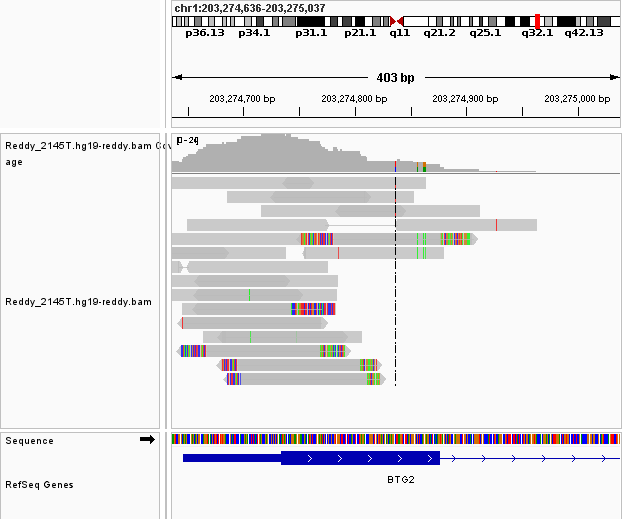 chr1:203,274,636-203,275,037
p36.13 p34.1 p31.1 p21.1 q11 q21.2 q25.1 q32.1 q42.13
403 bp
203,274,700 bp 203,274,800 bp 203,274,900 bp 203,275,000 bp
Reddy_2145T.hg19-reddy.bam Cov
age
Reddy_2145T.hg19-reddy.bam
Sequence
RefSeq Genes
BTG2